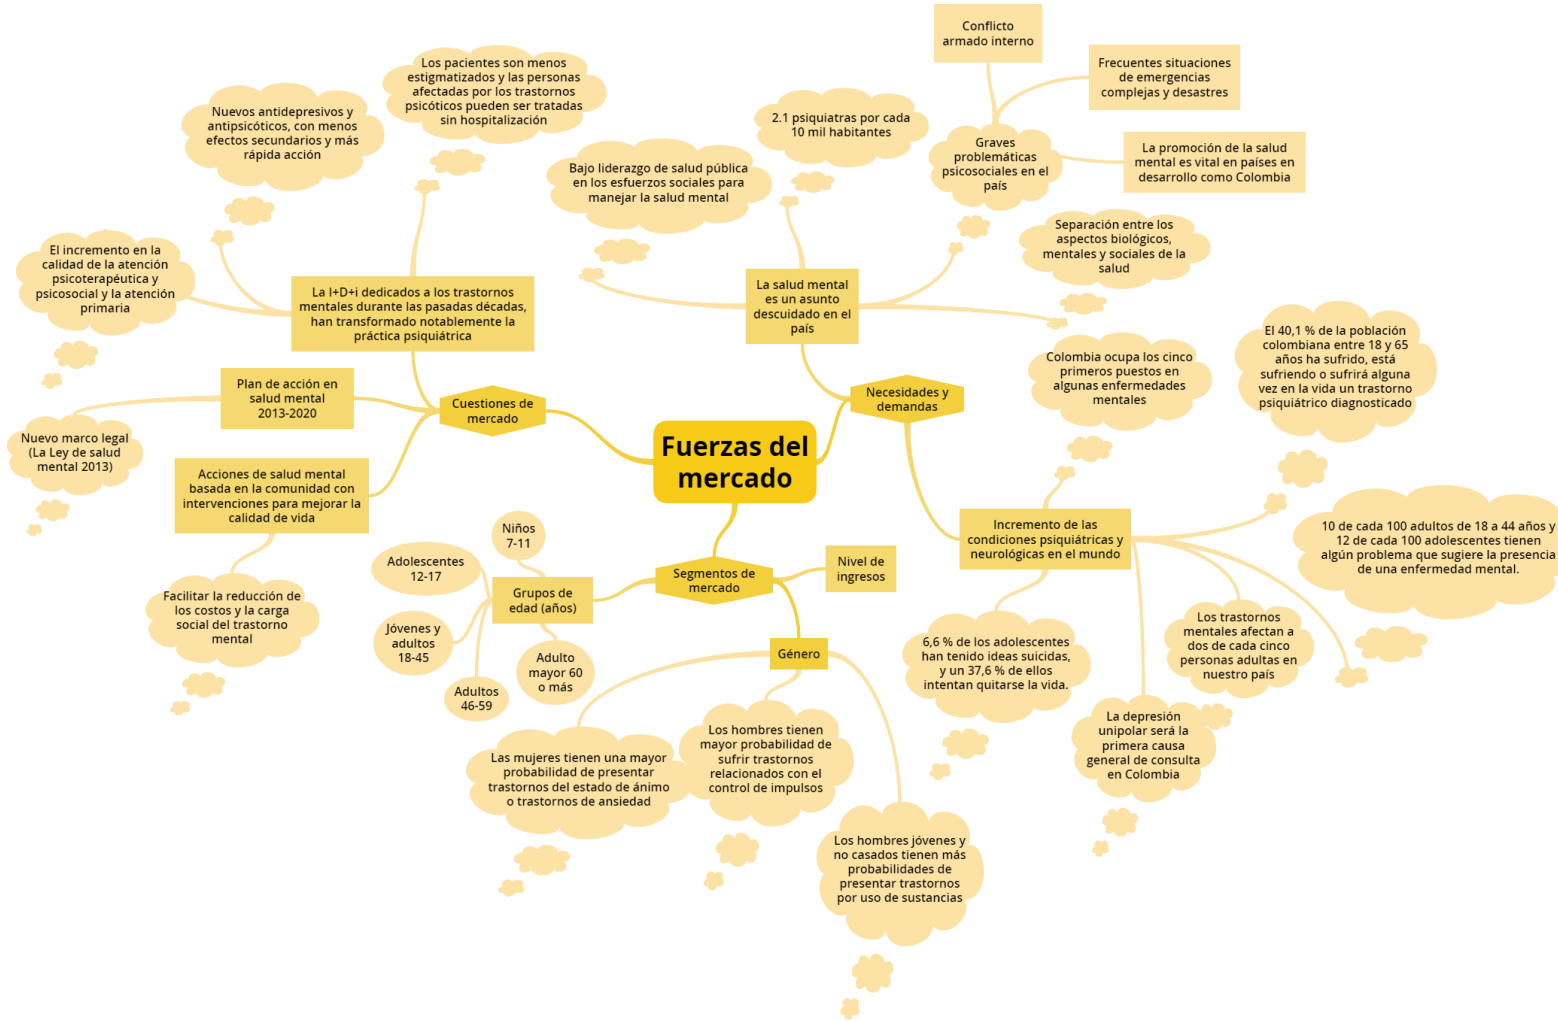 Fuerzas del
mercado
Cuestiones de
mercado
La I+D+i dedicados a los trastornos
mentales durante las pasadas décadas,
han transformado notablemente la
práctica psiquiátrica
Los pacientes son menos
estigmatizados y las personas
afectadas por los trastornos
psicóticos pueden ser tratadas
sin hospitalización
Nuevos antidepresivos y
antipsicóticos, con menos
efectos secundarios y más
rápida acción
El incremento en la
calidad de la atención
psicoterapéutica y
psicosocial y la atención
primaria
Plan de acción en
salud mental
2013-2020
Nuevo marco legal
(La Ley de salud
mental 2013)
Acciones de salud mental
basada en la comunidad con
intervenciones para mejorar la
calidad de vida
Facilitar la reducción de
los costos y la carga
social del trastorno
mental
Necesidades y
demandas
La salud mental
es un asunto
descuidado en el
país
Bajo liderazgo de salud pública
en los esfuerzos sociales para
manejar la salud mental
2.1 psiquiatras por cada
10 mil habitantes
Graves
problemáticas
psicosociales en el
país
Conflicto
armado interno
Frecuentes situaciones
de emergencias
complejas y desastres
La promoción de la salud
mental es vital en países en
desarrollo como Colombia
Separación entre los
aspectos biológicos,
mentales y sociales de la
salud
Incremento de las
condiciones psiquiátricas y
neurológicas en el mundo
Colombia ocupa los cinco
primeros puestos en
algunas enfermedades
mentales
El 40,1 % de la población
colombiana entre 18 y 65
años ha sufrido, está
sufriendo o sufrirá alguna
vez en la vida un trastorno
psiquiátrico diagnosticado
10 de cada 100 adultos de 18 a 44 años y
12 de cada 100 adolescentes tienen
algún problema que sugiere la presencia
de una enfermedad mental.
Los trastornos
mentales afectan a
dos de cada cinco
personas adultas en
nuestro país
La depresión
unipolar será la
primera causa
general de consulta
en Colombia
6,6 % de los adolescentes
han tenido ideas suicidas,
y un 37,6 % de ellos
intentan quitarse la vida.
Segmentos de
mercado
Nivel de
ingresos
Grupos de
edad (años)
Niños
7-11
Adolescentes
12-17
Jóvenes y
adultos
18-45
Adultos
46-59
Adulto
mayor 60
o más
Género
Las mujeres tienen una mayor
probabilidad de presentar
trastornos del estado de ánimo
o trastornos de ansiedad
Los hombres tienen
mayor probabilidad de
sufrir trastornos
relacionados con el
control de impulsos
Los hombres jóvenes y
no casados tienen más
probabilidades de
presentar trastornos
por uso de sustancias